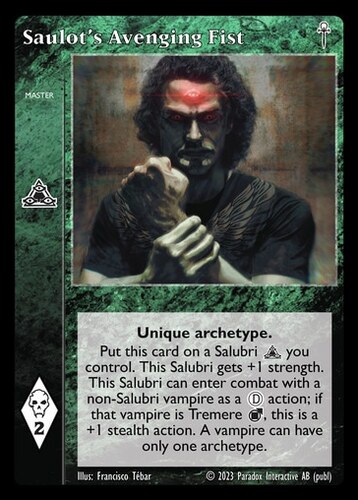 Saulot's Avenging Fist
MASTER
Unique archetype.
Put this card on a Salubri you
control. This Salubri gets +1 strength.
This Salubri can enter combat with a
non-Salubri vampire as a Ⓓ action; if
that vampire is Tremere , this is a
+1 stealth action. A vampire can have
only one archetype.
2
Illus: Francisco Tébar © 2023 Paradox Interactive AB (publ)